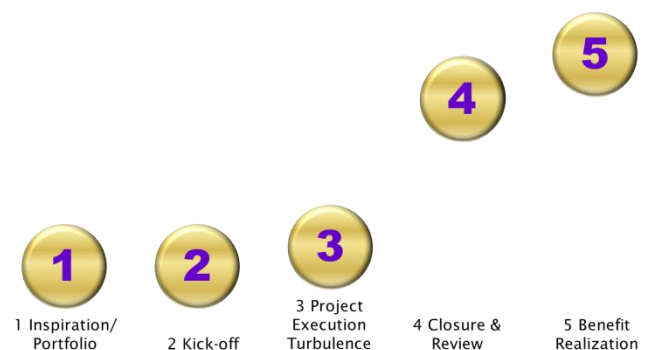 5
4
3
1
2
3 Project
Execution
Turbulence
1 Inspiration/
Portfolio
2 Kick-off
4 Closure &
Review
5 Benefit
Realization